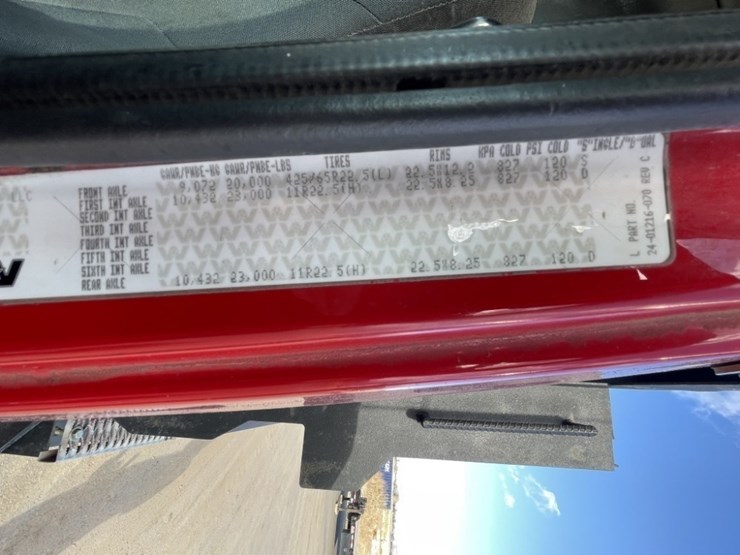 GAWR/PNBE-KG GAWR/PNBE-LBS TIRES RIMS KPA COLD PSI COLD "S"INGLE/"D"UAL
FRONT AXLE 9,072 20,000 425/65R22.5(L) 22.5X12.25 827 120 S
FIRST INT AXLE 10,432 23,000 11R22.5(H) 22.5X8.25 827 120 D
SECOND INT AXLE
THIRD INT AXLE
FOURTH INT AXLE
FIFTH INT AXLE
SIXTH INT AXLE
REAR AXLE 10,432 23,000 11R22.5(H) 22.5X8.25 827 120 D
L PART NO.
24-01216-070 REV C